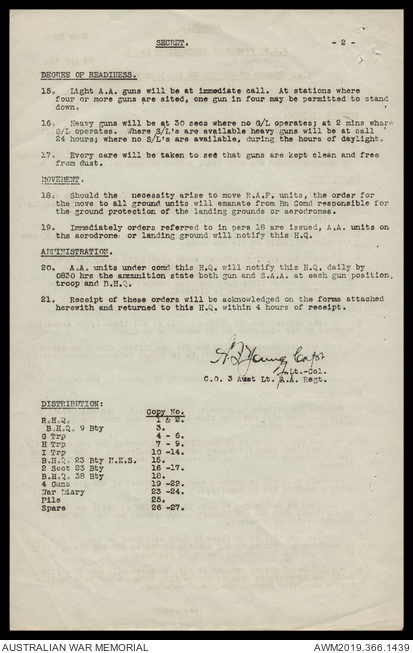 SECRET. - 2 -
DEGREE OF READINESS.
15. Light A.A. guns will be at immediate call. At stations where
four or more guns are sited, one gun in four may be permitted to stand
down.
16. Heavy guns will be at 30 secs where no G/L operates; at 2 mins where
G/L operates. Where S/L's are available heavy guns will be at call
24 hours; where no S/L's are available, during the hours of daylight.
17. Every care will be taken to see that guns are kept clean and free
from dust.
MOVEMENT.
18. Should the necessity arise to move R.A.F. units, the order for
the move to all ground units will emanate from Bn Comd responsible for
the ground protection of the landing grounds or aerodromes.
19. Immediately orders referred to in para 18 are issued, A.A. units on
the aerodrome or landing ground will notify this H.Q.
ADMINISTRATION.
20. A.A. units under comd this H.Q. will notify this H.Q. daily by
0830 hrs the ammunition state both gun and S.A.A. at each gun position,
troop and B.H.Q.
21. Receipt of these orders will be acknowledged on the forms attached
herewith and returned to this H.Q. within 4 hours of receipt.
Capt
Lt.-Col.
C.O. 3 Aust Lt. A.A. Regt.
DISTRIBUTION:
Copy No.
R.H.Q. 1 & 2.
B.H.Q. 9 Bty 3.
G Trp 4 - 6.
H Trp 7 - 9.
I Trp 10 -14.
B.H.Q. 23 Bty H.K.S. 15.
2 Sect 23 Bty 16 -17.
B.H.Q. 38 Bty 18.
4 Guns 19 -22.
War Diary 23 -24.
File 25.
Spare 26 -27.
AUSTRALIAN WAR MEMORIAL AWM2019.366.1439